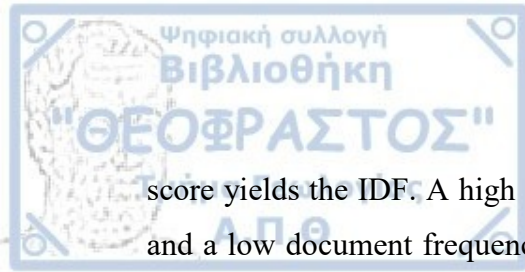 Ψηφιακή συλλογή
Βιβλιοθήκη
"ΘΕΟΦΡΑΣΤΟΣ"
score yields the IDF. A high
Α.Π.Θ
and a low document frequenc